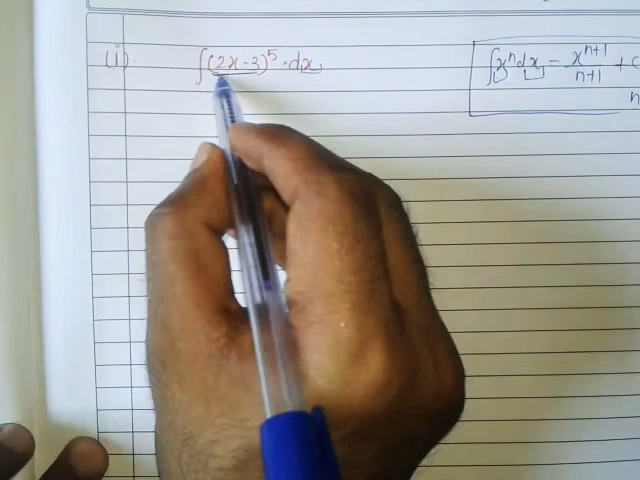 (i) ∫(2x-3)⁵·dx
∫xⁿdx = xⁿ⁺¹/n+1 + C
n